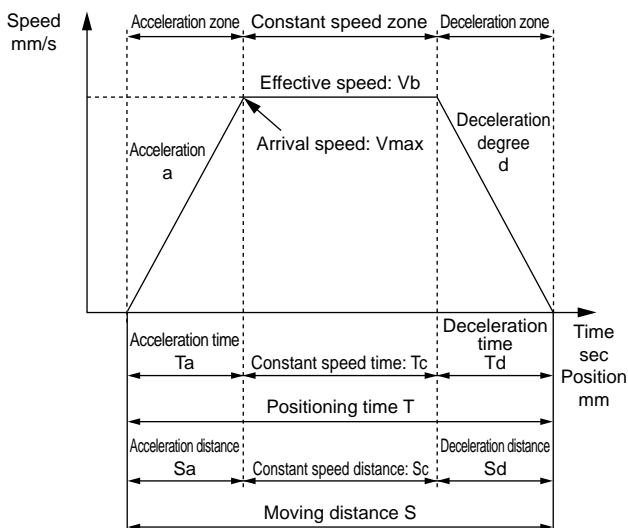 Speed
mm/s
Acceleration zone
Constant speed zone
Deceleration zone
Effective speed: Vb
Arrival speed: Vmax
Acceleration
a
Deceleration
degree
d
Acceleration time
Ta
Constant speed time: Tc
Deceleration
time
Td
Time
sec
Position
mm
Positioning time T
Acceleration distance
Sa
Constant speed distance: Sc
Deceleration distance
Sd
Moving distance S